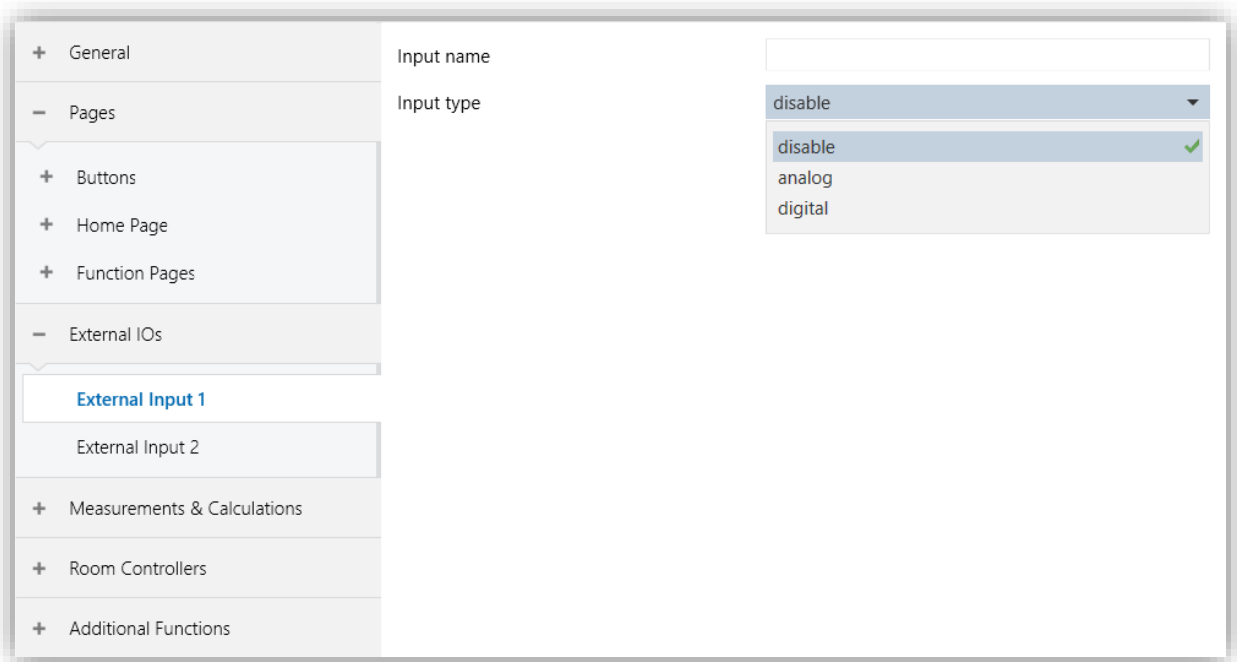 General
Pages
Buttons
Home Page
Function Pages
External IOs
External Input 1
External Input 2
Measurements & Calculations
Room Controllers
Additional Functions
Input name
Input type
disable
disable
analog
digital